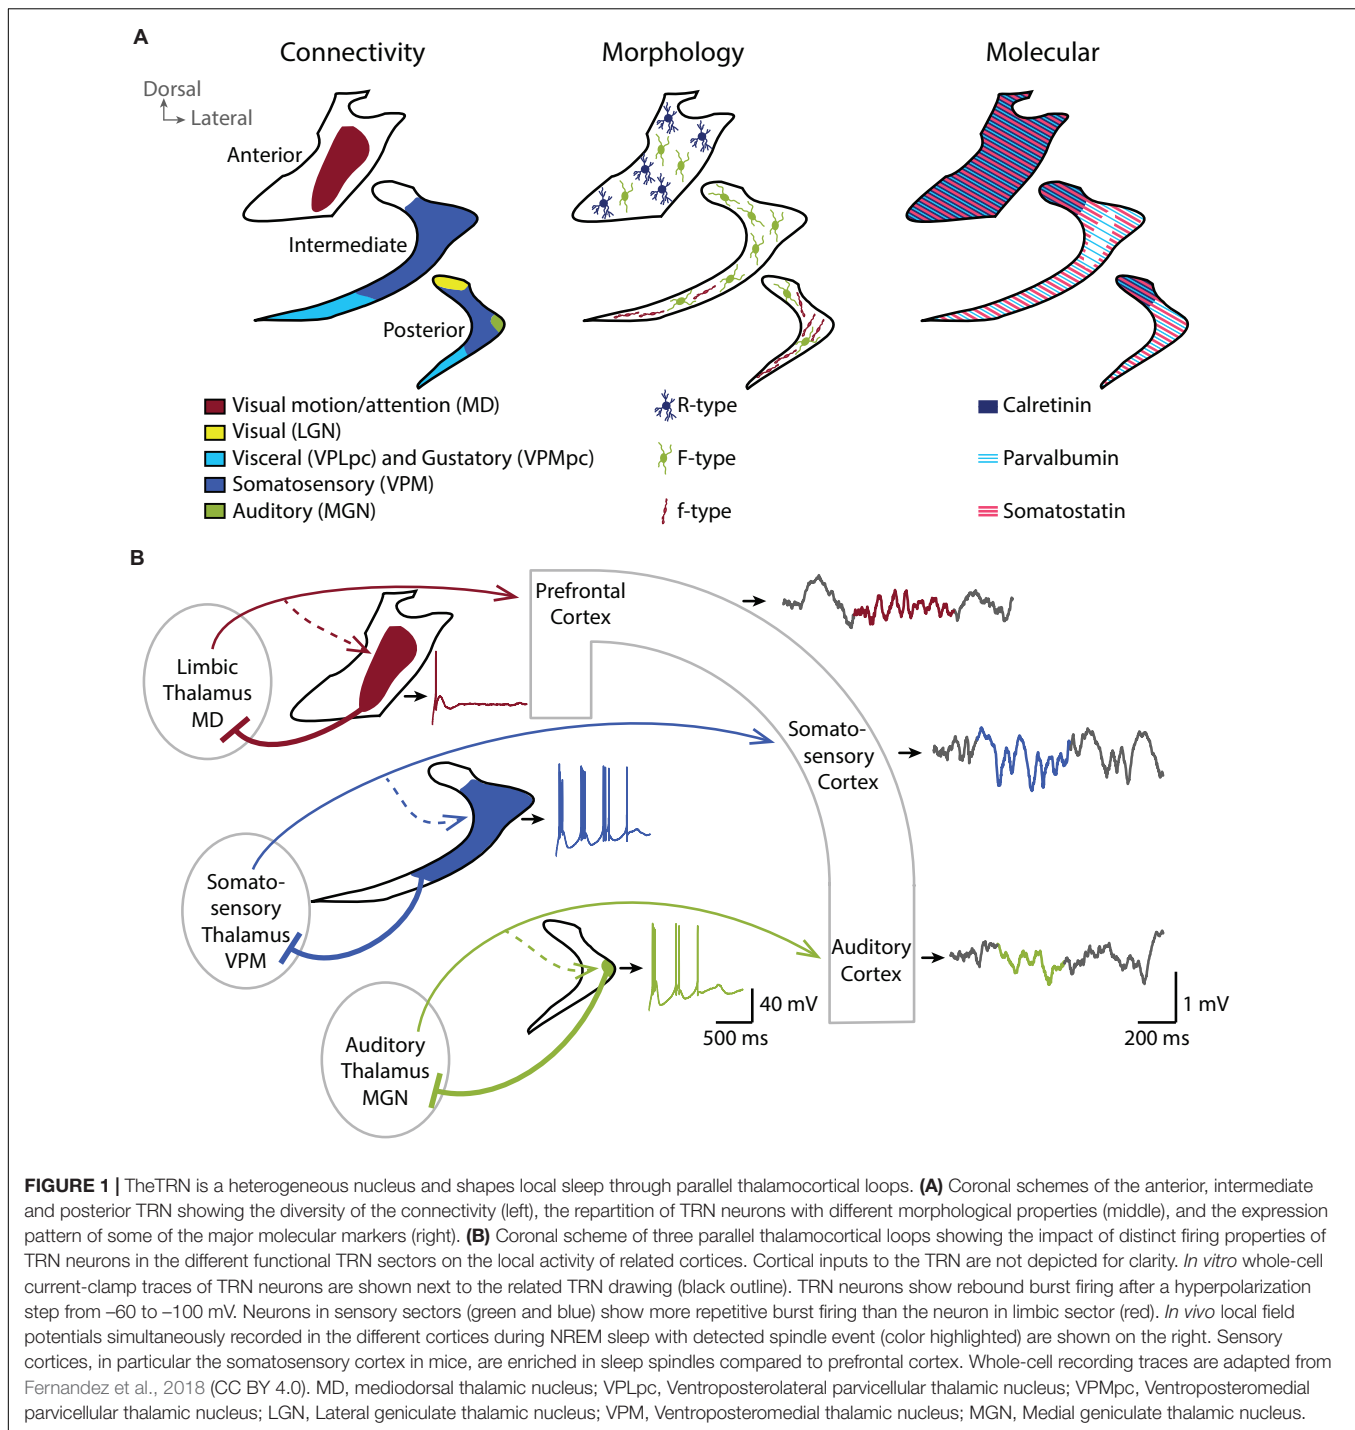 A
Connectivity
Morphology
Molecular
Dorsal
Lateral
Anterior
Intermediate
Posterior
Visual motion/attention (MD)
Visual (LGN)
Visceral (VPLpc) and Gustatory (VPMpc)
Somatosensory (VPM)
Auditory (MGN)
R-type
F-type
f-type
Calretinin
Parvalbumin
Somatostatin
B
Limbic
Thalamus
MD
Prefrontal
Cortex
Somato-
sensory
Thalamus
VPM
Somato-
sensory
Cortex
Auditory
Thalamus
MGN
Auditory
Cortex
40 mV
500 ms
1 mV
200 ms
FIGURE 1 | TheTRN is a heterogeneous nucleus and shapes local sleep through parallel thalamocortical loops. (A) Coronal schemes of the anterior, intermediate
and posterior TRN showing the diversity of the connectivity (left), the repartition of TRN neurons with different morphological properties (middle), and the expression
pattern of some of the major molecular markers (right). (B) Coronal scheme of three parallel thalamocortical loops showing the impact of distinct firing properties of
TRN neurons in the different functional TRN sectors on the local activity of related cortices. Cortical inputs to the TRN are not depicted for clarity. In vitro whole-cell
current-clamp traces of TRN neurons are shown next to the related TRN drawing (black outline). TRN neurons show rebound burst firing after a hyperpolarization
step from –60 to –100 mV. Neurons in sensory sectors (green and blue) show more repetitive burst firing than the neuron in limbic sector (red). In vivo local field
potentials simultaneously recorded in the different cortices during NREM sleep with detected spindle event (color highlighted) are shown on the right. Sensory
cortices, in particular the somatosensory cortex in mice, are enriched in sleep spindles compared to prefrontal cortex. Whole-cell recording traces are adapted from
Fernandez et al., 2018 (CC BY 4.0). MD, mediodorsal thalamic nucleus; VPLpc, Ventroposterolateral parvicellular thalamic nucleus; VPMpc, Ventroposteromedial
parvicellular thalamic nucleus; LGN, Lateral geniculate thalamic nucleus; VPM, Ventroposteromedial thalamic nucleus; MGN, Medial geniculate thalamic nucleus.